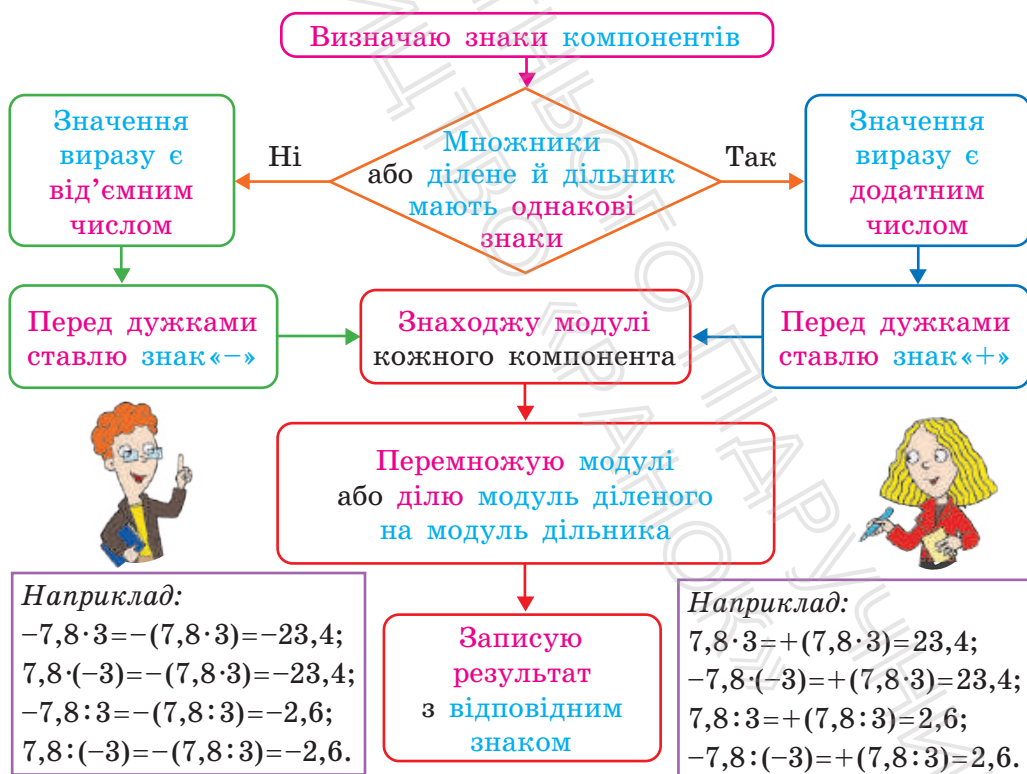 Визначаю знаки компонентів
Значення
виразу є
від’ємним
числом
Ні
Множники
або ділене й дільник
мають однакові
знаки
Так
Значення
виразу є
додатним
числом
Перед дужками
ставлю знак«−»
Знаходжу модулі
кожного компонента
Перед дужками
ставлю знак«+»
Перемножую модулі
або ділю модуль діленого
на модуль дільника
Наприклад:
−7,8·3=−(7,8·3)=−23,4;
7,8·(−3)=−(7,8·3)=−23,4;
−7,8:3=−(7,8:3)=−2,6;
7,8:(−3)=−(7,8:3)=−2,6.
Записую
результат
з відповідним
знаком
Наприклад:
7,8·3=+(7,8·3)=23,4;
−7,8·(−3)=+(7,8·3)=23,4;
7,8:3=+(7,8:3)=2,6;
−7,8:(−3)=+(7,8:3)=2,6.